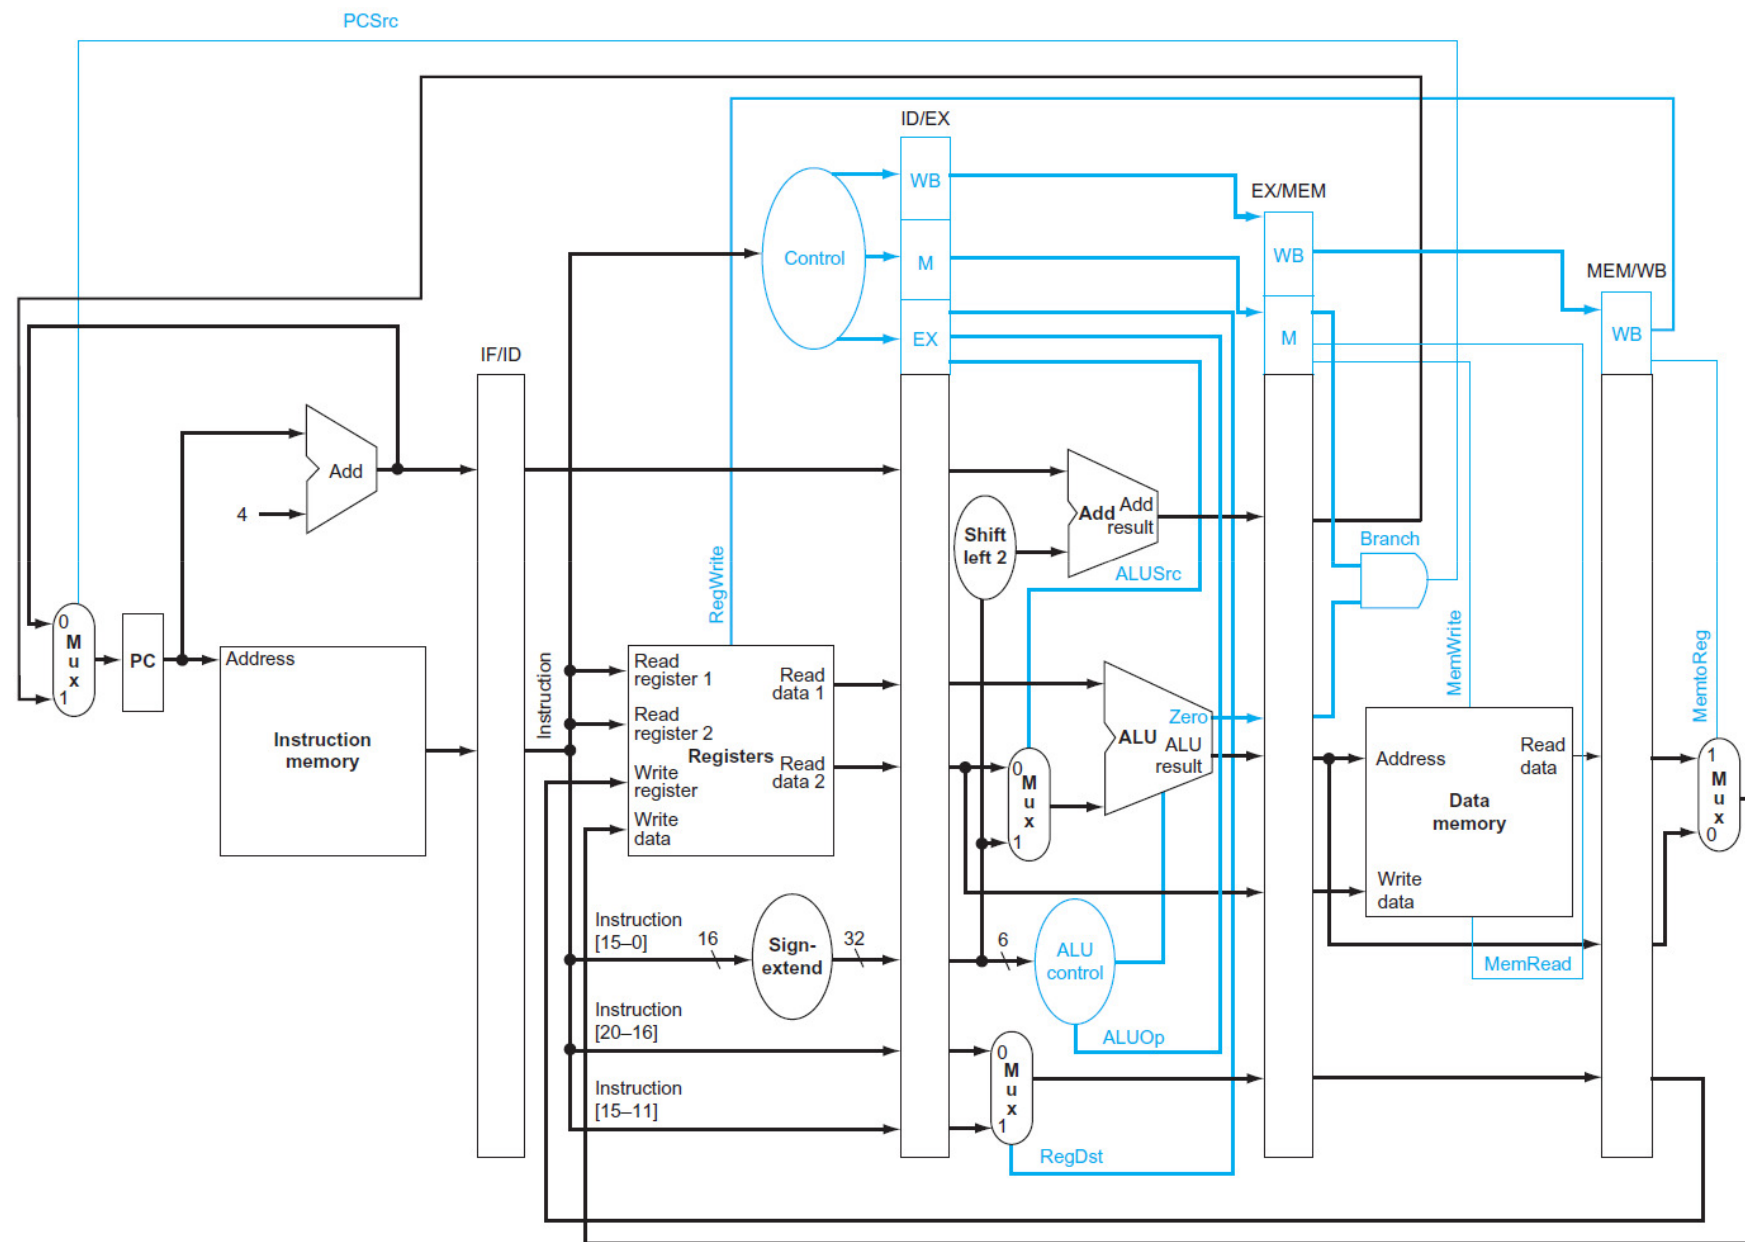 PCSrc
ID/EX
WB
EX/MEM
Control
M
WB
MEM/WB
EX
M
WB
IF/ID
Add
4
Add Add
result
Shift
left 2
Branch
ALUSrc
RegWrite
MemWrite
MemtoReg
0
M
u
x
1
PC
Address
Instruction
memory
Instruction
Read
register 1
Read
data 1
Read
register 2
Registers
Read
data 2
Write
register
Write
data
0
M
u
x
1
Zero
ALU
ALU
result
Address
Read
data
Data
memory
Write
data
1
M
u
x
0
Instruction
[15–0]
16
Sign-
extend
32
6
ALU
control
MemRead
Instruction
[20–16]
ALUOp
0
M
u
x
1
Instruction
[15–11]
RegDst